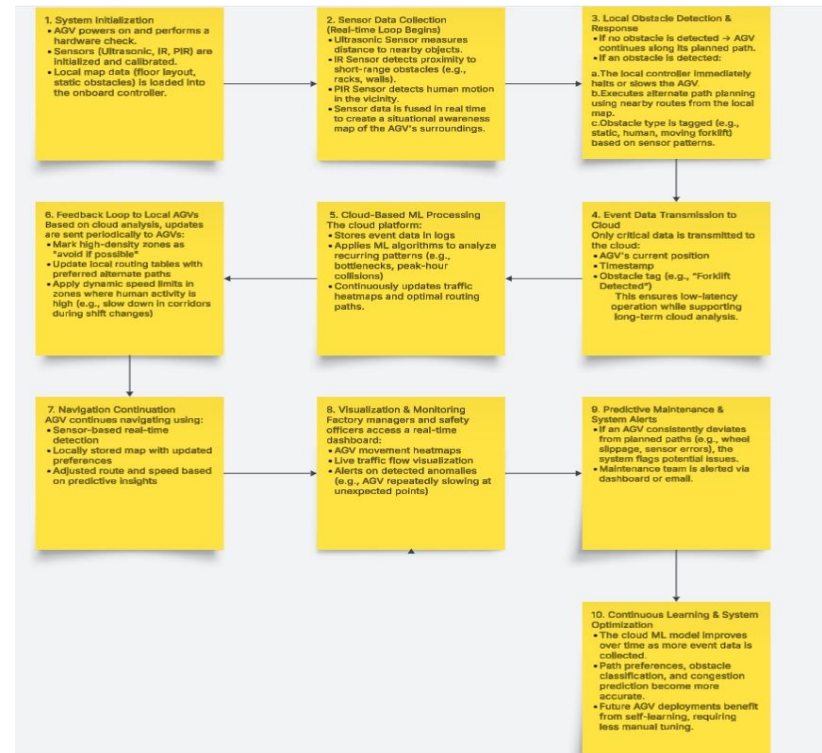 1. System Initialization
• AGV powers on and performs a
hardware check.
• Sensors (Ultrasonic, IR, PIR) are
initialized and calibrated.
• Local map data (floor layout,
static obstacles) is loaded into
the onboard controller.
2. Sensor Data Collection
(Real-time Loop Begins)
• Ultrasonic Sensor measures
distance to nearby objects.
• IR Sensor detects proximity to
short-range obstacles (e.g.,
racks, walls).
• PIR Sensor detects human motion
in the vicinity.
• Sensor data is fused in real time
to create a situational awareness
map of the AGV's surroundings.
3. Local Obstacle Detection &
Response
• If no obstacle is detected → AGV
continues along its planned path.
• If an obstacle is detected:
a.The local controller immediately
halts or slows the AGV.
b.Executes alternate path planning
using nearby routes from the local
map.
c.Obstacle type is tagged (e.g.,
static, human, moving forklift)
based on sensor patterns.
6. Feedback Loop to Local AGVs
Based on cloud analysis, updates
are sent periodically to AGVs:
• Mark high-density zones as
"avoid if possible"
• Update local routing tables with
preferred alternate paths
• Apply dynamic speed limits in
zones where human activity is
high (e.g., slow down in corridors
during shift changes)
5. Cloud-Based ML Processing
The cloud platform:
• Stores event data in logs
• Applies ML algorithms to analyze
recurring patterns (e.g.,
bottlenecks, peak-hour
collisions)
• Continuously updates traffic
heatmaps and optimal routing
paths.
4. Event Data Transmission to
Cloud
Only critical data is transmitted to
the cloud:
• AGV's current position
• Timestamp
• Obstacle tag (e.g., "Forklift
Detected")
This ensures low-latency
operation while supporting
long-term cloud analysis.
7. Navigation Continuation
AGV continues navigating using:
• Sensor-based real-time
detection
• Locally stored map with updated
preferences
• Adjusted route and speed based
on predictive insights
8. Visualization & Monitoring
Factory managers and safety
officers access a real-time
dashboard:
• AGV movement heatmaps
• Live traffic flow visualization
• Alerts on detected anomalies
(e.g., AGV repeatedly slowing at
unexpected points)
9. Predictive Maintenance &
System Alerts
• If an AGV consistently deviates
from planned paths (e.g., wheel
slippage, sensor errors), the
system flags potential issues.
• Maintenance team is alerted via
dashboard or email.
10. Continuous Learning & System
Optimization
• The cloud ML model improves
over time as more event data is
collected.
• Path preferences, obstacle
classification, and congestion
prediction become more
accurate.
• Future AGV deployments benefit
from self-learning, requiring
less manual tuning.